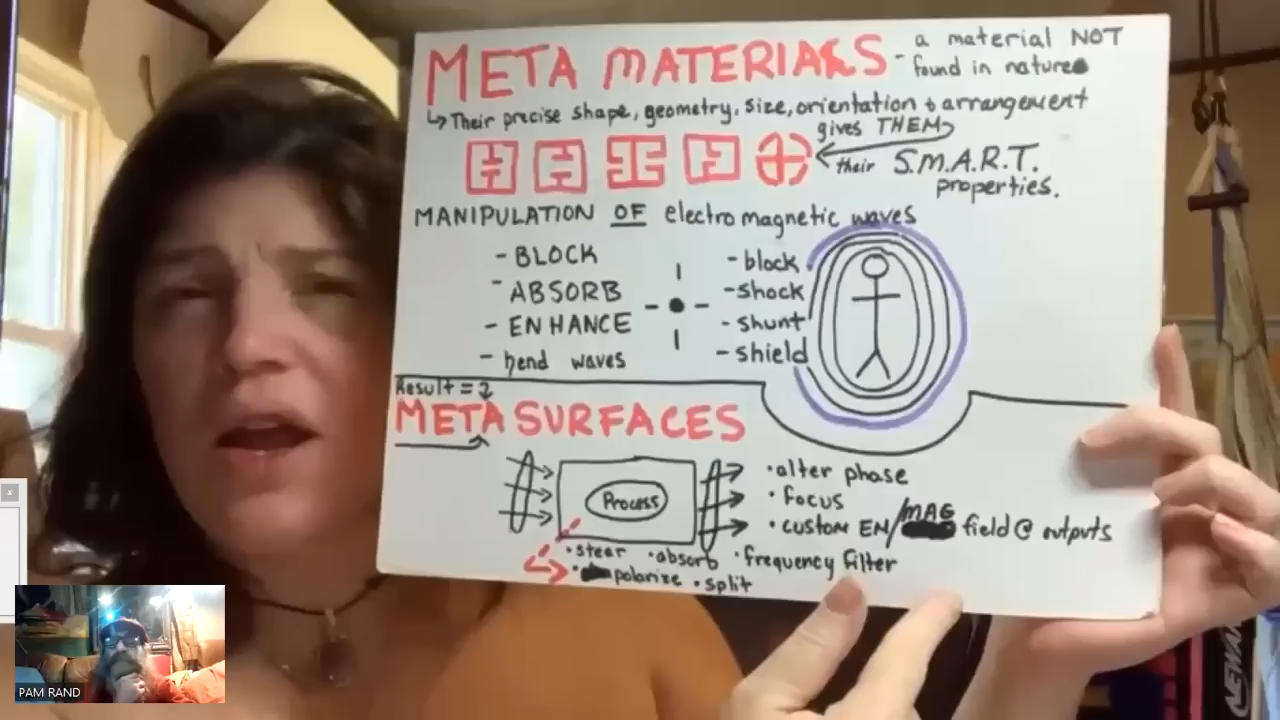 META MATERIALS - a material NOT
found in nature
↳ Their precise shape, geometry, size, orientation + arrangement
gives THEM
their S.M.A.R.T.
properties.
MANIPULATION OF electromagnetic waves
- BLOCK
- ABSORB
- ENHANCE
- bend waves
- block
- shock
- shunt
- shield
Result =
META SURFACES
Process
• alter phase
• Focus
• custom EN/MAG field @ outputs
• stear • absorb • frequency filter
• polarize • split
PAM RAND
NEWAR
x